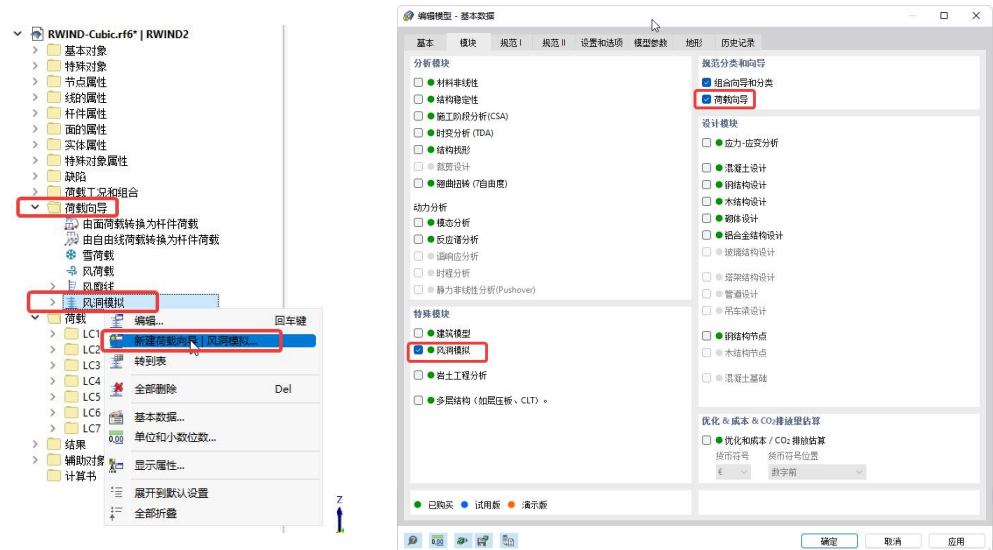 RWIND-Cubic.rf6* | RWIND2
基本对象
特殊对象
节点属性
线的属性
杆件属性
面的属性
实体属性
特殊对象属性
缺陷
荷载工况和组合
荷载向导
由面荷载转换为杆件荷载
由自由线荷载转换为杆件荷载
雪荷载
风荷载
风廓线
风洞模拟
荷载
LC1
LC2
LC3
LC4
LC5
LC6
LC7
结果
辅助对象
计算书
编辑... 回车键
新建荷载向导 | 风洞模拟...
转到表
全部删除 Del
基本数据...
单位和小数位数...
显示属性...
展开到默认设置
全部折叠
Z
编辑模型 - 基本数据
基本 模块 规范 I 规范 II 设置和选项 模型参数 地形 历史记录
分析模块
材料非线性
结构稳定性
施工阶段分析(CSA)
时变分析 (TDA)
结构找形
裁剪设计
翘曲扭转 (7自由度)
动力分析
模态分析
反应谱分析
谐响应分析
时程分析
静力非线性分析(Pushover)
特殊模块
建筑模型
风洞模拟
岩土工程分析
多层结构（如层压板、CLT）。
规范分类和向导
组合向导和分类
荷载向导
设计模块
应力-应变分析
混凝土设计
钢结构设计
木结构设计
砌体设计
铝合金结构设计
玻璃结构设计
塔架结构设计
管道设计
吊车梁设计
钢结构节点
木结构节点
混凝土基础
优化 & 成本 & CO₂排放量估算
优化和成本 / CO₂ 排放估算
货币符号 货币符号位置
€ 数字前
已购买 试用版 演示版
确定 取消 应用